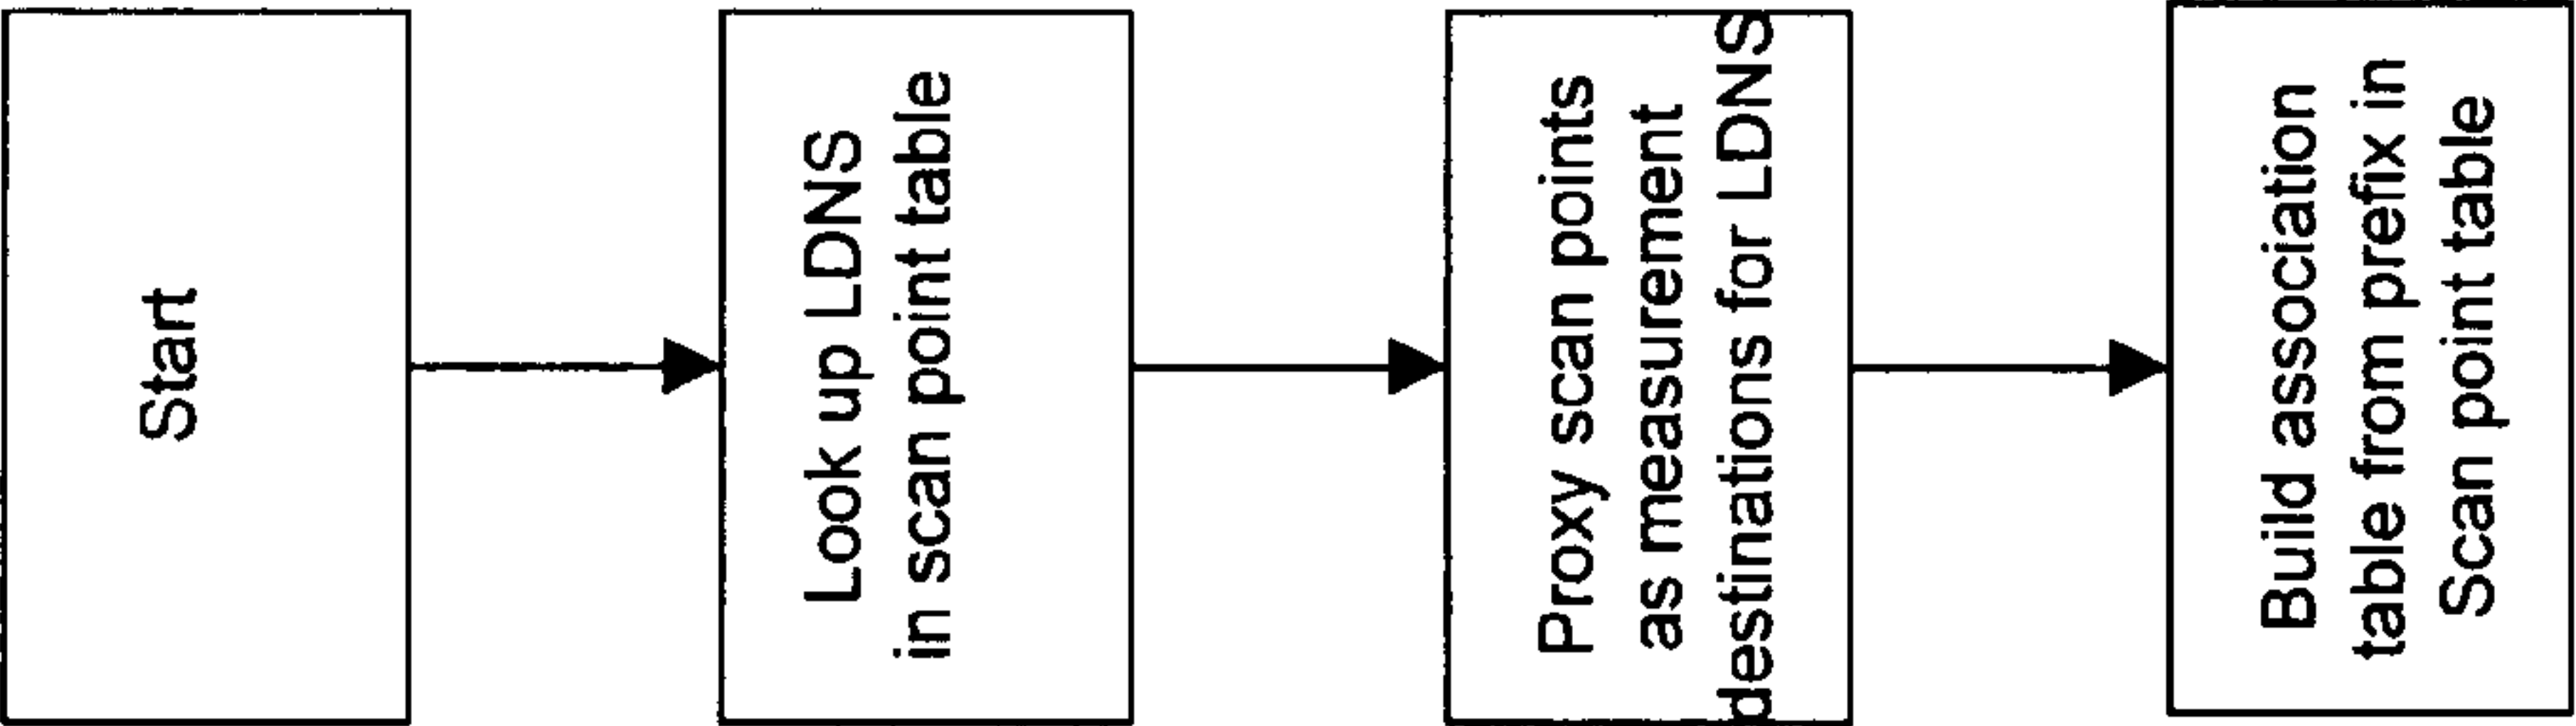 Start
Look up LDNS
in scan point table
Proxy scan points
as measurement
destinations for LDNS
Build association
table from prefix in
Scan point table